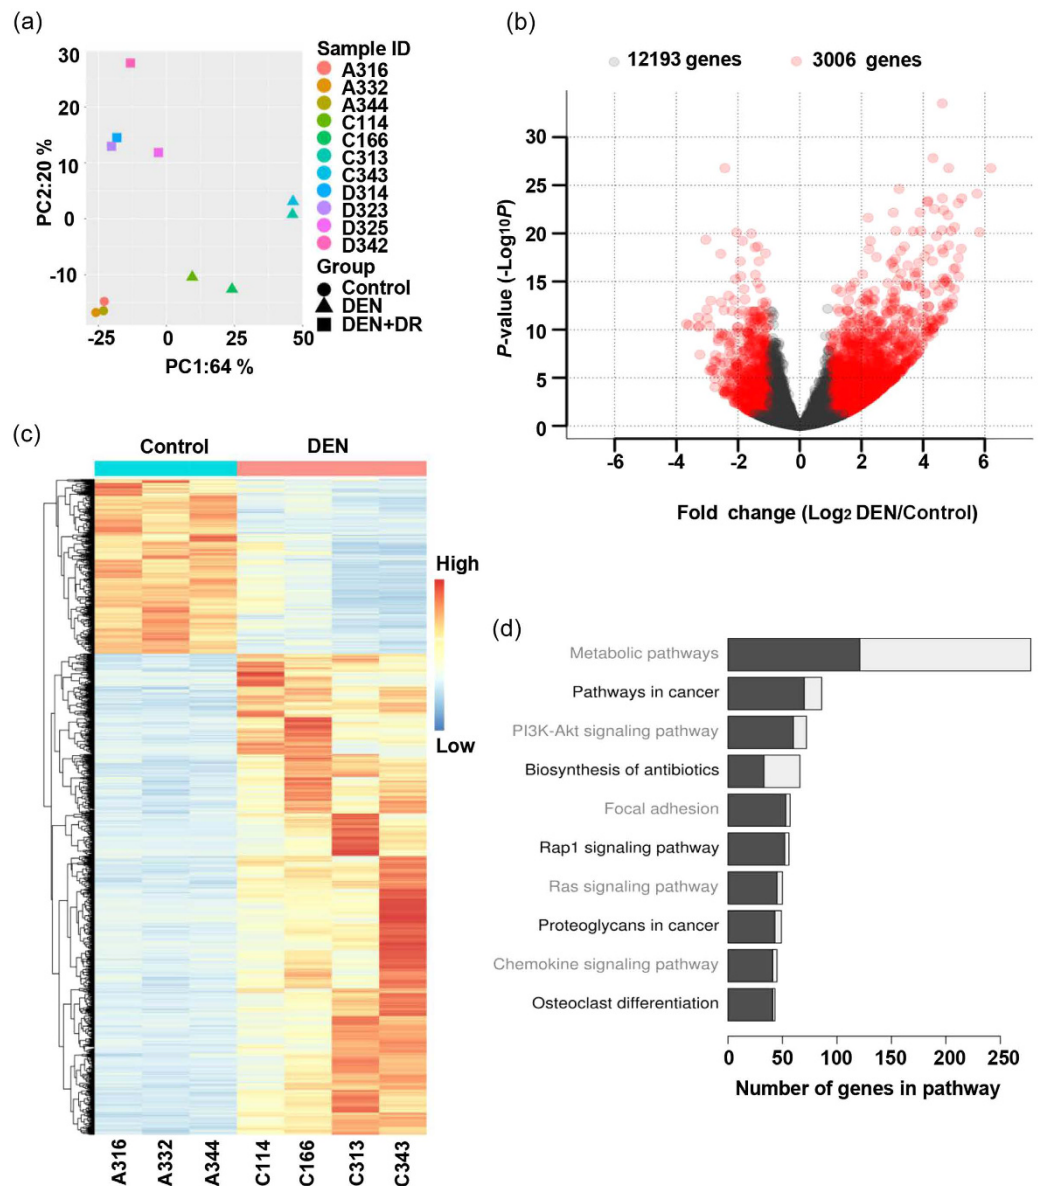 (a)
30
20
10
0
-10
PC2:20 %
-25
0
25
50
PC1:64 %
Sample ID
A316
A332
A344
C114
C166
C313
C343
D314
D323
D325
D342
Group
Control
DEN
DEN+DR
(b)
12193 genes
3006 genes
30
25
20
15
10
5
0
P-value (-Log10P)
-6
-4
-2
0
2
4
6
Fold change (Log2 DEN/Control)
(c)
Control
DEN
High
Low
A316
A332
A344
C114
C166
C313
C343
(d)
Metabolic pathways
Pathways in cancer
PI3K-Akt signaling pathway
Biosynthesis of antibiotics
Focal adhesion
Rap1 signaling pathway
Ras signaling pathway
Proteoglycans in cancer
Chemokine signaling pathway
Osteoclast differentiation
0
50
100
150
200
250
Number of genes in pathway